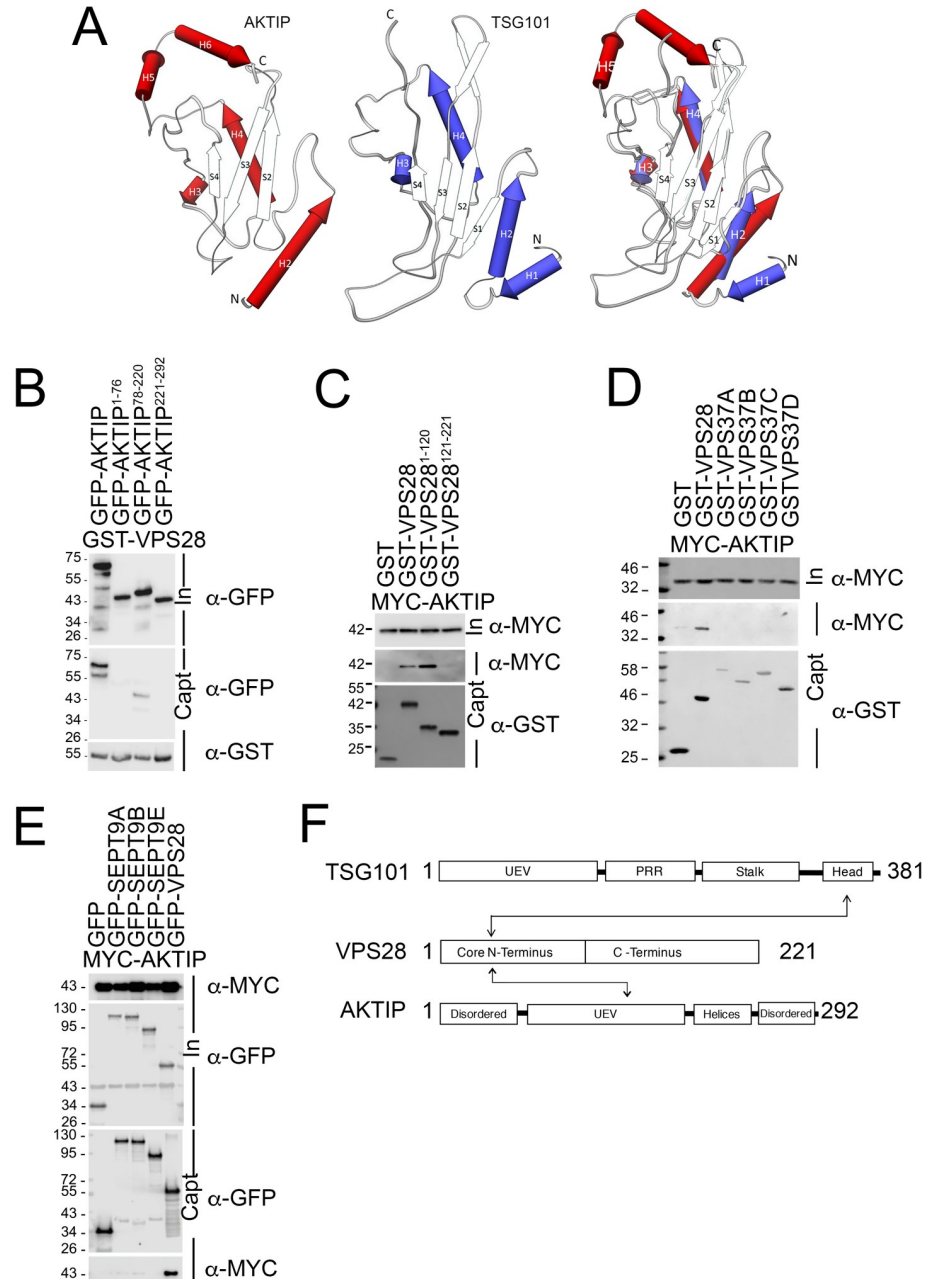 A
AKTIP
TSG101
H6
C
H5
H4
S4
S3
S2
H3
H2
N
C
H4
H3
S4
S3
S2
S1
H2
N
H1
C
H5
H4
H3
S4
S3
S2
S1
H2
N
H1
B
GFP-AKTIP
GFP-AKTIP1-76
GFP-AKTIP78-220
GFP-AKTIP221-292
GST-VPS28
75
55
43
34
26
In
α-GFP
75
55
43
34
26
Capt
α-GFP
55
α-GST
C
GST
GST-VPS28
GST-VPS281-120
GST-VPS28121-221
MYC-AKTIP
42
In
α-MYC
42
α-MYC
55
42
35
25
Capt
α-GST
D
GST
GST-VPS28
GST-VPS37A
GST-VPS37B
GST-VPS37C
GSTVPS37D
MYC-AKTIP
46
32
In
α-MYC
46
32
α-MYC
58
46
32
25
Capt
α-GST
E
GFP
GFP-SEPT9A
GFP-SEPT9B
GFP-SEPT9E
GFP-VPS28
MYC-AKTIP
43
α-MYC
130
95
72
55
43
34
26
In
α-GFP
130
95
72
55
43
34
26
Capt
α-GFP
43
α-MYC
F
TSG101 1 UEV PRR Stalk Head 381
VPS28 1 Core N-Terminus C -Terminus 221
AKTIP 1 Disordered UEV Helices Disordered 292